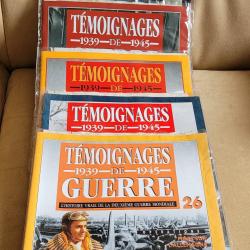 TÉMOIGNAGES
1939 - DE - 1945
TÉMOIGNAGES
1939 - DE - 1945
TÉMOIGNAGES
1939 - DE - 1945
TÉMOIGNAGES
1939 - DE - 1945
GUERRE
L'HISTOIRE VRAIE DE LA DEUXIÈME GUERRE MONDIALE
26